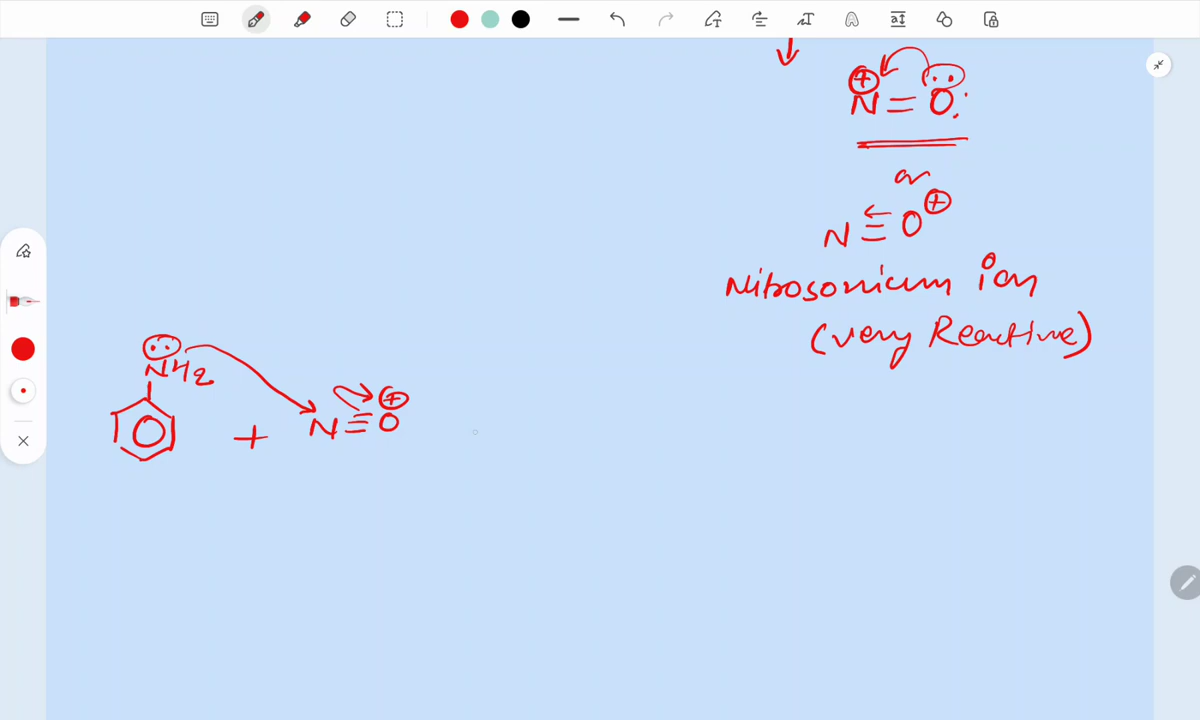 ⊕
N = Ö:
or
N ≡ O⊕
Nitrosonium ion
(very Reactive)
NH2
+ N ≡ O⊕